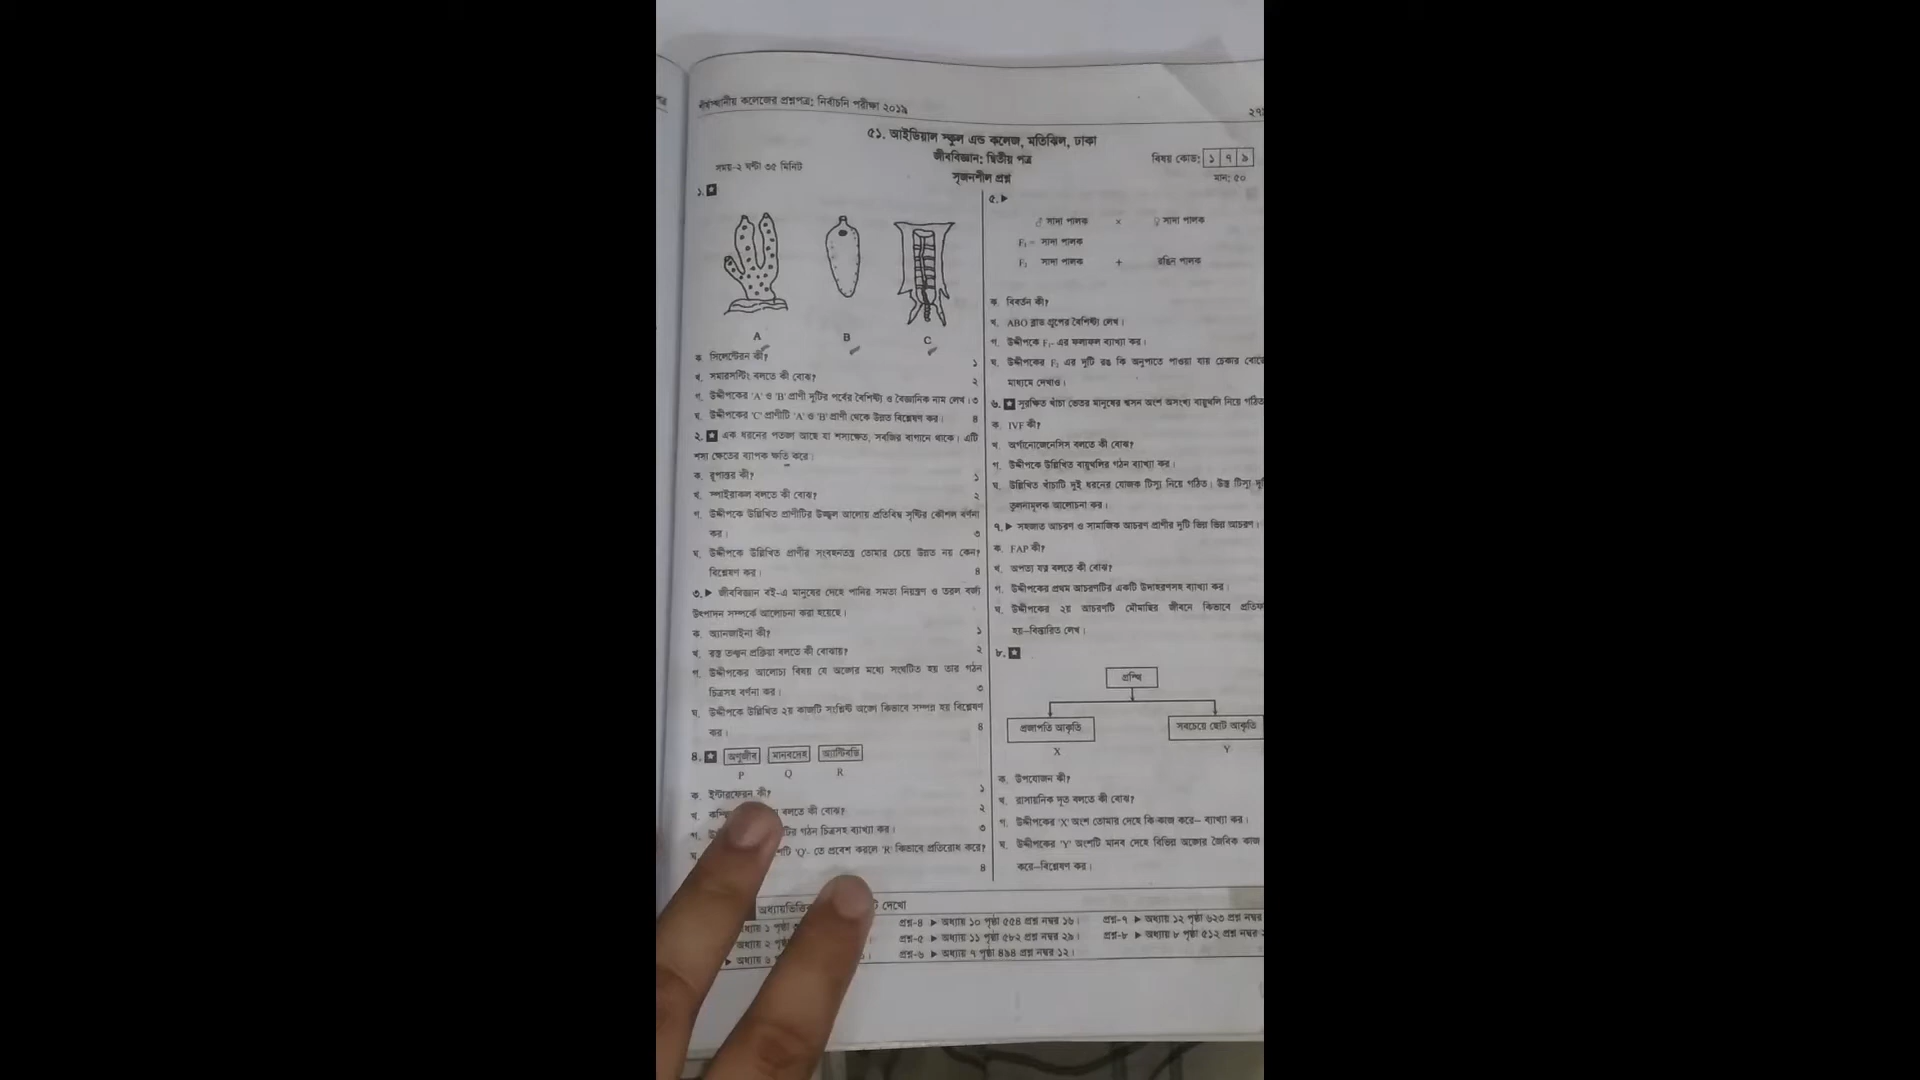 শীর্ষস্থানীয় কলেজের প্রশ্নপত্র: নির্বাচনি পরীক্ষা ২০১৯
৫১. আইডিয়াল স্কুল এন্ড কলেজ, মতিঝিল, ঢাকা
জীববিজ্ঞান: দ্বিতীয় পত্র
বিষয় কোড: ১ ৭ ৯
সময়-২ ঘণ্টা ৩৫ মিনিট
সৃজনশীল প্রশ্ন
মান: ৫০
১.
A B C
ক. সিলেন্টেরন কী? ১
খ. সমারসল্টিং বলতে কী বোঝ? ২
গ. উদ্দীপকের 'A' ও 'B' প্রাণী দুটির পর্বের বৈশিষ্ট্য ও বৈজ্ঞানিক নাম লেখ। ৩
ঘ. উদ্দীপকের 'C' প্রাণীটি 'A' ও 'B' প্রাণী থেকে উন্নত বিশ্লেষণ কর। ৪
২. এক ধরনের পতঙ্গ আছে যা শস্যক্ষেত, সবজির বাগানে থাকে। এটি
শস্য ক্ষেতের ব্যাপক ক্ষতি করে।
ক. রূপান্তর কী? ১
খ. স্পাইরাকল বলতে কী বোঝ? ২
গ. উদ্দীপকে উল্লিখিত প্রাণীটির উজ্জ্বল আলোয় প্রতিবিম্ব সৃষ্টির কৌশল বর্ণনা
কর। ৩
ঘ. উদ্দীপকে উল্লিখিত প্রাণীর সংবহনতন্ত্র তোমার চেয়ে উন্নত নয় কেন?
বিশ্লেষণ কর। ৪
৩. জীববিজ্ঞান বই-এ মানুষের দেহে পানির সমতা নিয়ন্ত্রণ ও তরল বর্জ্য
উৎপাদন সম্পর্কে আলোচনা করা হয়েছে।
ক. অ্যানজাইনা কী? ১
খ. রক্ত তঞ্চন প্রক্রিয়া বলতে কী বোঝায়? ২
গ. উদ্দীপকের আলোচ্য বিষয় যে অঙ্গের মধ্যে সংঘটিত হয় তার গঠন
চিত্রসহ বর্ণনা কর। ৩
ঘ. উদ্দীপকে উল্লিখিত ২য় কাজটি সংশ্লিষ্ট অঙ্গে কিভাবে সম্পন্ন হয় বিশ্লেষণ
কর। ৪
৪. অণুজীব মানবদেহ অ্যান্টিবডি
P Q R
ক. ইন্টারফেরন কী? ১
খ. বলতে কী বোঝ? ২
গ. গঠন চিত্রসহ ব্যাখ্যা কর। ৩
'Q'- তে প্রবেশ করলে 'R' কিভাবে প্রতিরোধ করে?
৪
৫.
♂ সাদা পালক × ♀ সাদা পালক
F₁ = সাদা পালক
F₂ সাদা পালক + রঙিন পালক
ক. বিবর্তন কী?
খ. ABO ব্লাড গ্রুপের বৈশিষ্ট্য লেখ।
গ. উদ্দীপকে F₁- এর ফলাফল ব্যাখ্যা কর।
ঘ. উদ্দীপকের F₂ এর দুটি রঙ কি অনুপাতে পাওয়া যায় চেকার বোর্ডে
মাধ্যমে দেখাও।
৬. সুরক্ষিত খাঁচা ভেতর মানুষের শ্বসন অংশ অসংখ্য বায়ুথলি নিয়ে গঠিত
ক. IVF কী?
খ. অর্গানোজেনেসিস বলতে কী বোঝ?
গ. উদ্দীপকে উল্লিখিত বায়ুথলির গঠন ব্যাখ্যা কর।
ঘ. উল্লিখিত খাঁচাটি দুই ধরনের যোজক টিস্যু নিয়ে গঠিত। উক্ত টিস্যু
তুলনামূলক আলোচনা কর।
৭. সহজাত আচরণ ও সামাজিক আচরণ প্রাণীর দুটি ভিন্ন ভিন্ন আচরণ।
ক. FAP কী?
খ. অপত্য যত্ন বলতে কী বোঝ?
গ. উদ্দীপকের প্রথম আচরণটির একটি উদাহরণসহ ব্যাখ্যা কর।
ঘ. উদ্দীপকের ২য় আচরণটি মৌমাছির জীবনে কিভাবে
হয়–বিস্তারিত লেখ।
৮.
গ্রন্থি
প্রজাপতি আকৃতি সবচেয়ে ছোট আকৃতি
X Y
ক. উপযোজন কী?
খ. রাসায়নিক দূত বলতে কী বোঝ?
গ. উদ্দীপকের 'X' অংশ তোমার দেহে কি কাজ করে– ব্যাখ্যা কর।
ঘ. উদ্দীপকের 'Y' অংশটি মানব দেহে বিভিন্ন অঙ্গের জৈবিক কাজ
করে–বিশ্লেষণ কর।
দেখো
প্রশ্ন-৪ ▶ অধ্যায় ১০ পৃষ্ঠা ৫৫৪ প্রশ্ন নম্বর ১৬। প্রশ্ন-৭ ▶ অধ্যায় ১২ পৃষ্ঠা ৬২৩ প্রশ্ন নম্বর
অধ্যায় ২ প্রশ্ন-৫ ▶ অধ্যায় ১১ পৃষ্ঠা ৫৮২ প্রশ্ন নম্বর ২৯। প্রশ্ন-৮ ▶ অধ্যায় ৮ পৃষ্ঠা ৫১২ প্রশ্ন নম্বর
▶ অধ্যায় ৬ প্রশ্ন-৬ ▶ অধ্যায় ৭ পৃষ্ঠা ৪৯৪ প্রশ্ন নম্বর ১২।